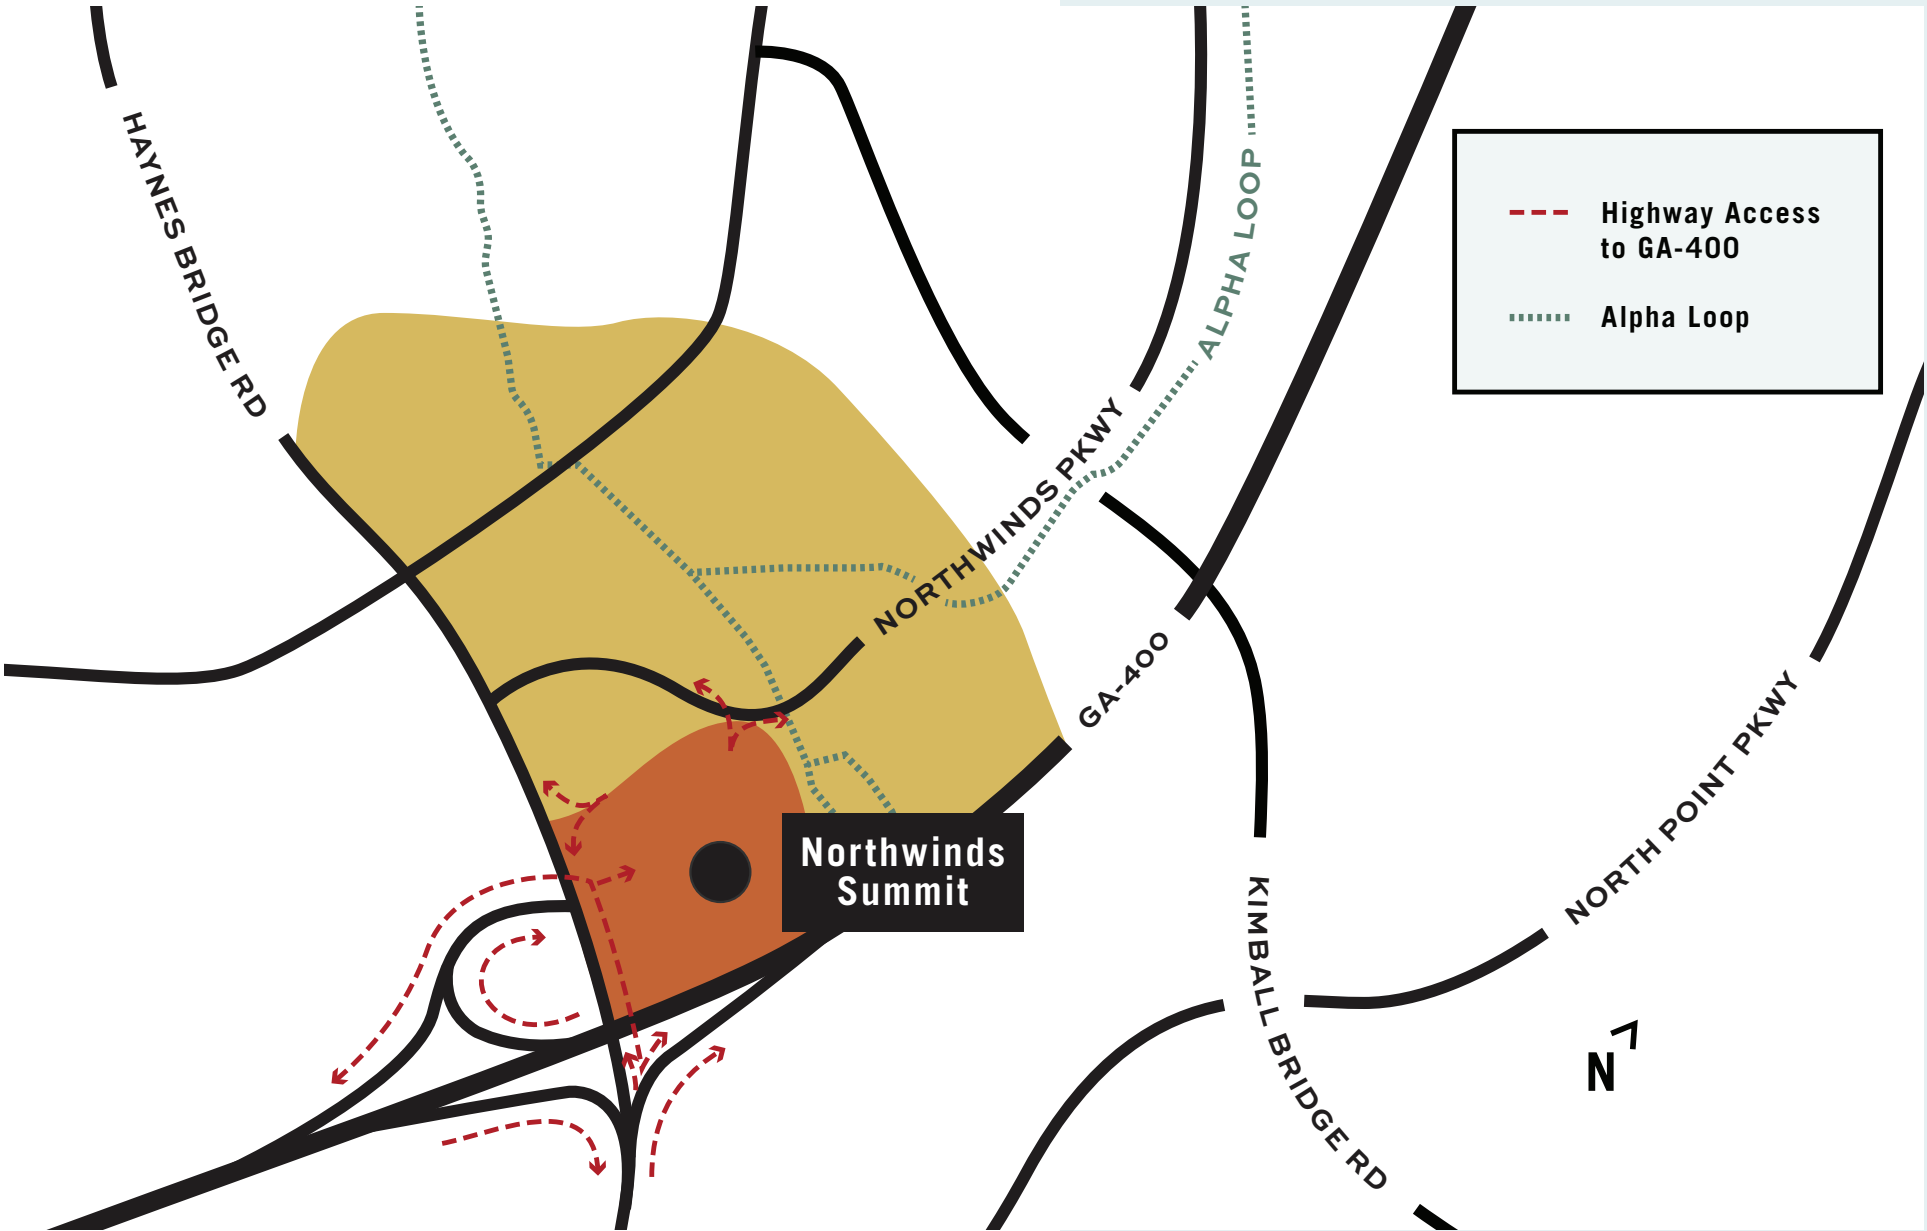 HAYNES BRIDGE RD
ALPHA LOOP
Highway Access
to GA-400
Alpha Loop
NORTHWINDS PKWY
GA-400
NORTH POINT PKWY
Northwinds
Summit
KIMBALL BRIDGE RD
N